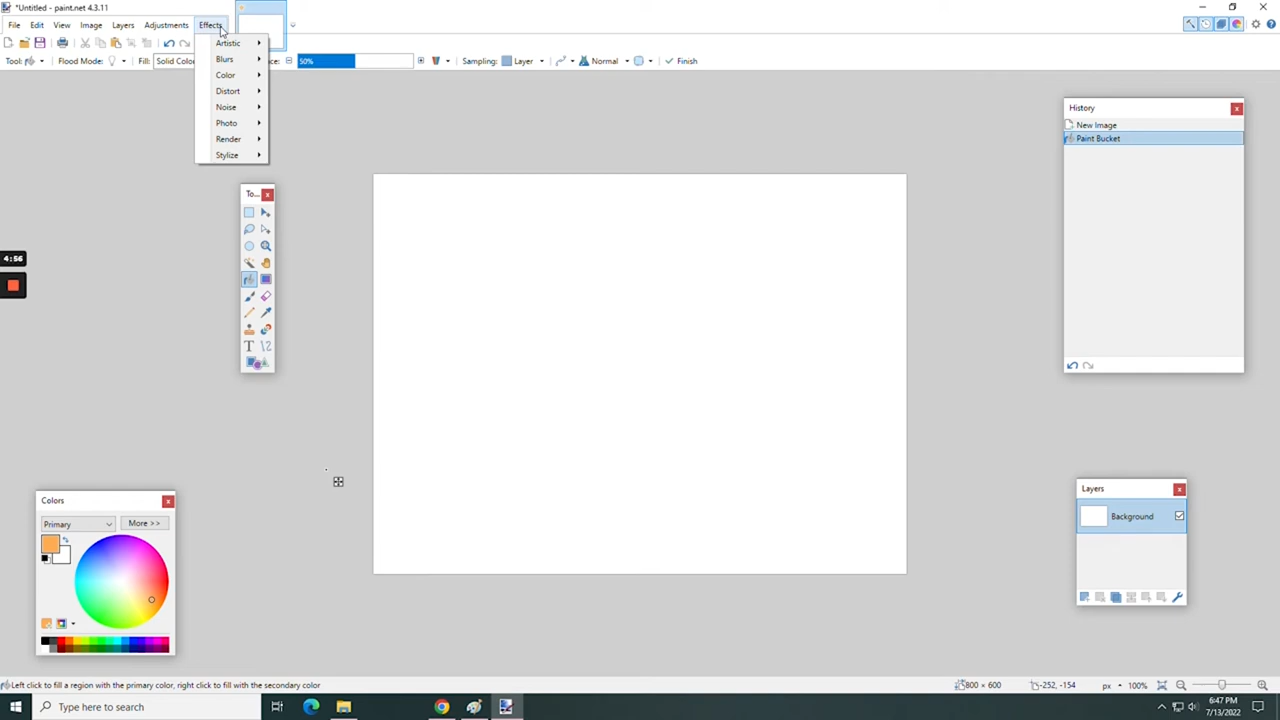 *Untitled - paint.net 4.3.11
File Edit View Image Layers Adjustments Effects
Tool: Flood Mode: Fill: Solid Colo 50% Sampling: Layer Normal Finish
Artistic
Blurs
Color
Distort
Noise
Photo
Render
Stylize
History
New Image
Paint Bucket
To...
4:56
Colors
Primary
More >>
Layers
Background
Left click to fill a region with the primary color, right click to fill with the secondary color
800 × 600
-252, -154
px
100%
Type here to search
6:47 PM
7/13/2022